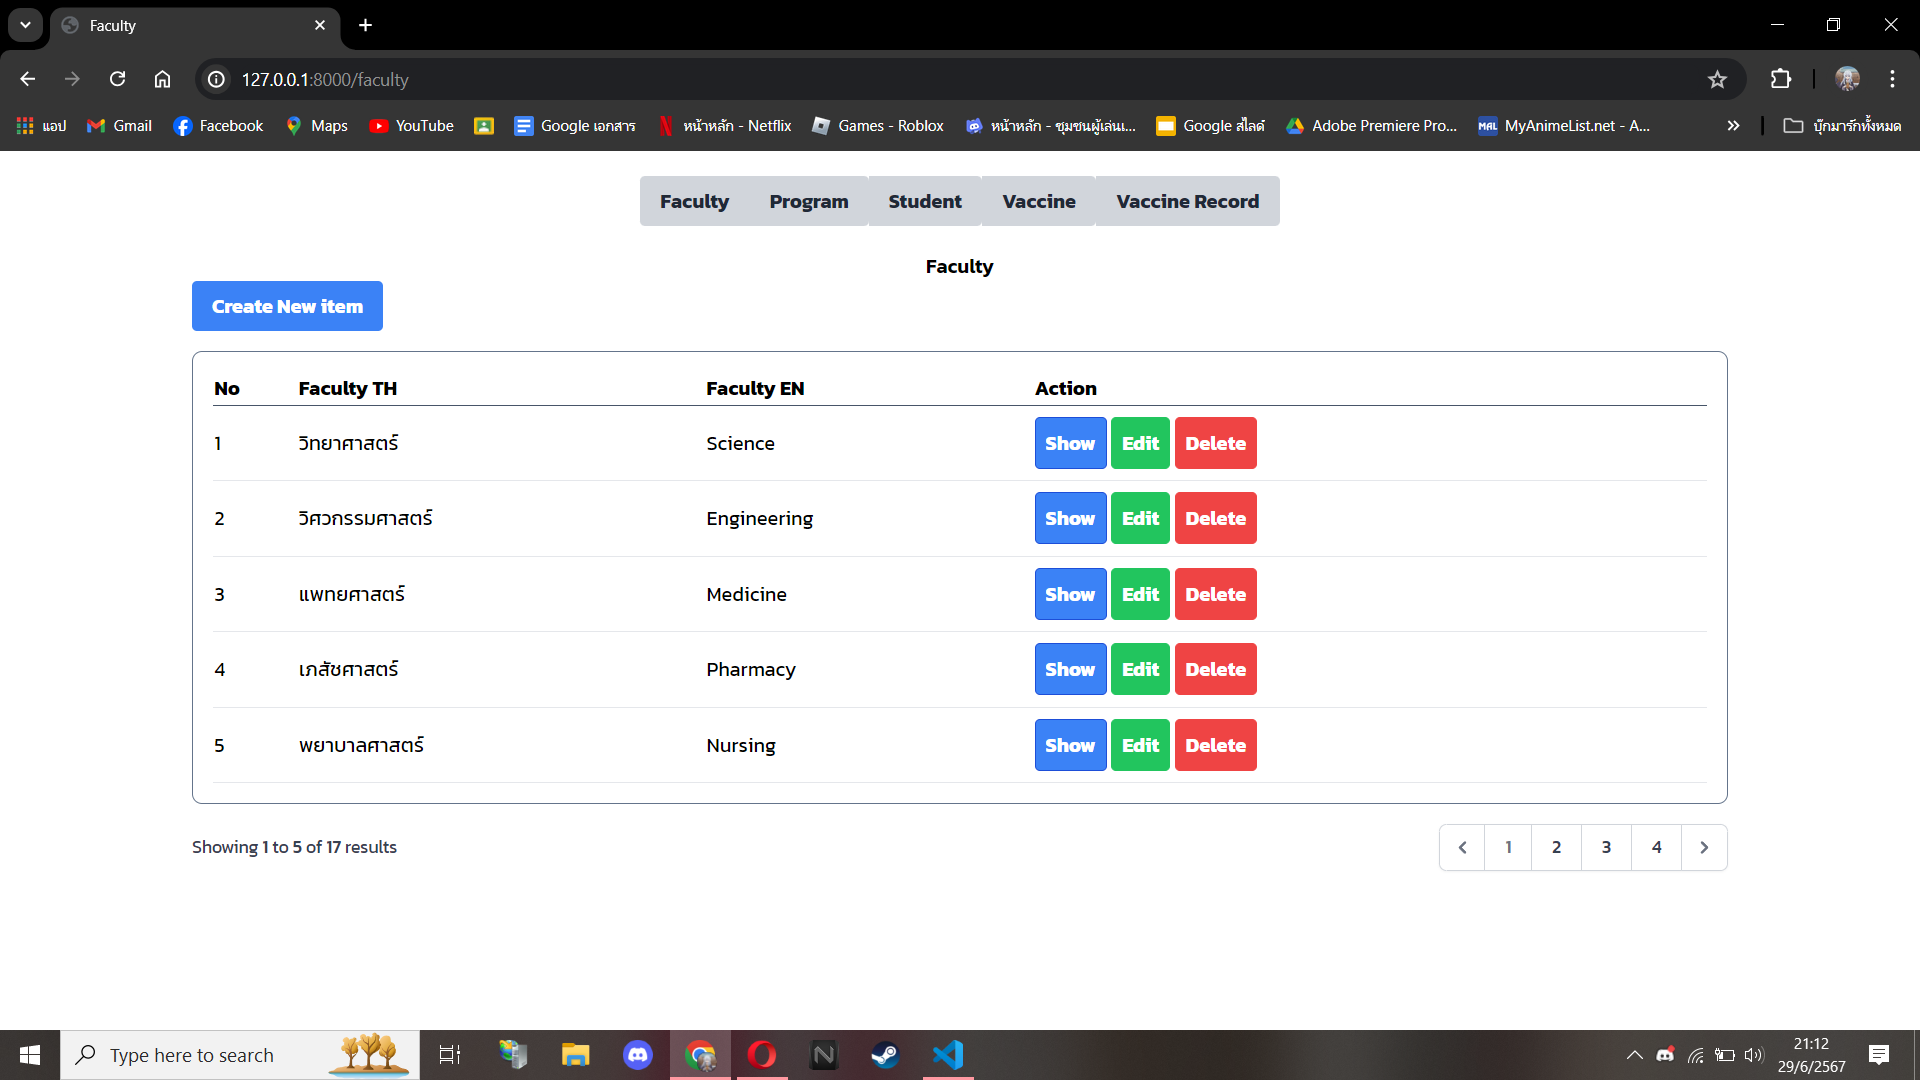 Faculty
127.0.0.1:8000/faculty
แอป Gmail Facebook Maps YouTube Google เอกสาร หน้าหลัก - Netflix Games - Roblox หน้าหลัก - ชุมชนผู้เล่นเ... Google สไลด์ Adobe Premiere Pro... MAL MyAnimeList.net - A... บุ๊กมาร์กทั้งหมด
Faculty Program Student Vaccine Vaccine Record
Faculty
Create New item
No Faculty TH Faculty EN Action
1 วิทยาศาสตร์ Science Show Edit Delete
2 วิศวกรรมศาสตร์ Engineering Show Edit Delete
3 แพทยศาสตร์ Medicine Show Edit Delete
4 เภสัชศาสตร์ Pharmacy Show Edit Delete
5 พยาบาลศาสตร์ Nursing Show Edit Delete
Showing 1 to 5 of 17 results 1 2 3 4
Type here to search 21:12
29/6/2567